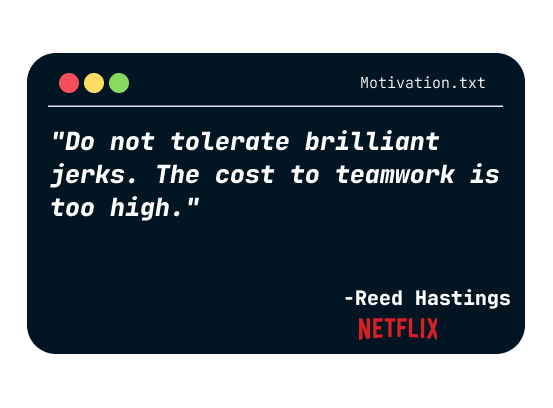 Motivation.txt
"Do not tolerate brilliant
jerks. The cost to teamwork is
too high."
-Reed Hastings
NETFLIX